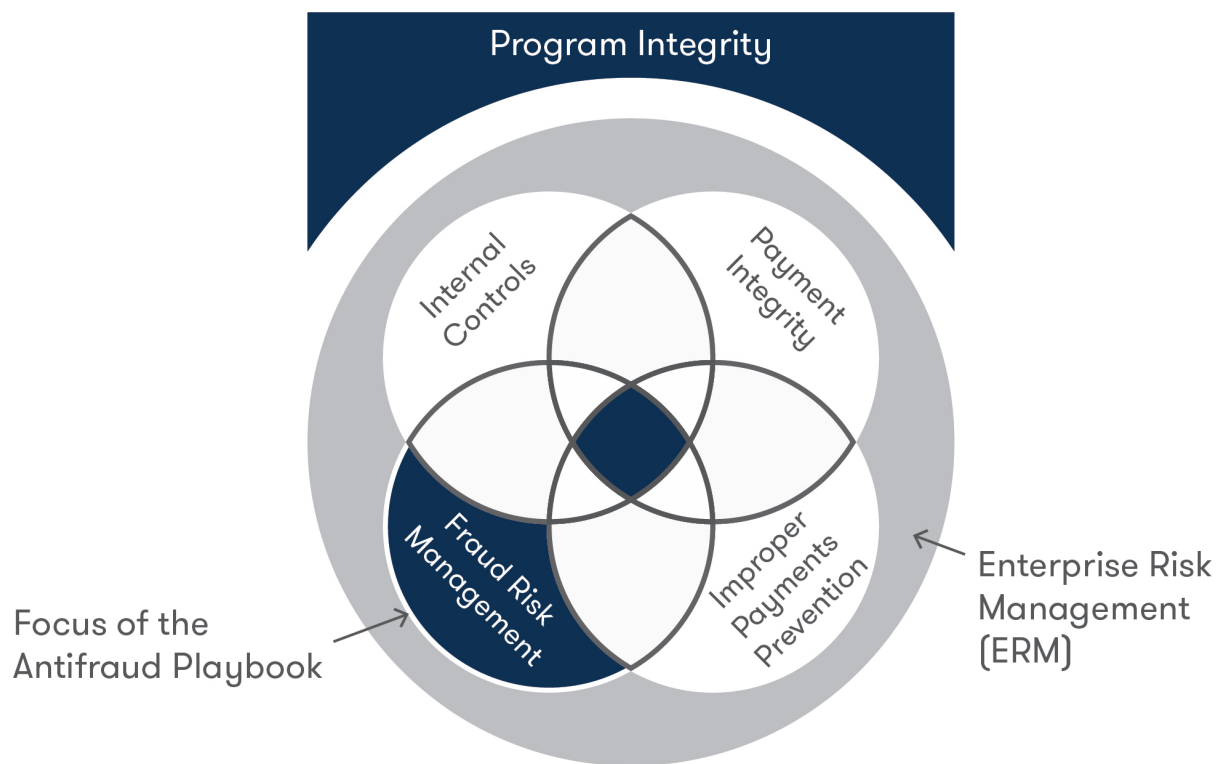 Program Integrity
Internal
Controls
Payment
Integrity
Fraud Risk
Management
Improper
Payments
Prevention
Focus of the
Antifraud Playbook
Enterprise Risk
Management
(ERM)